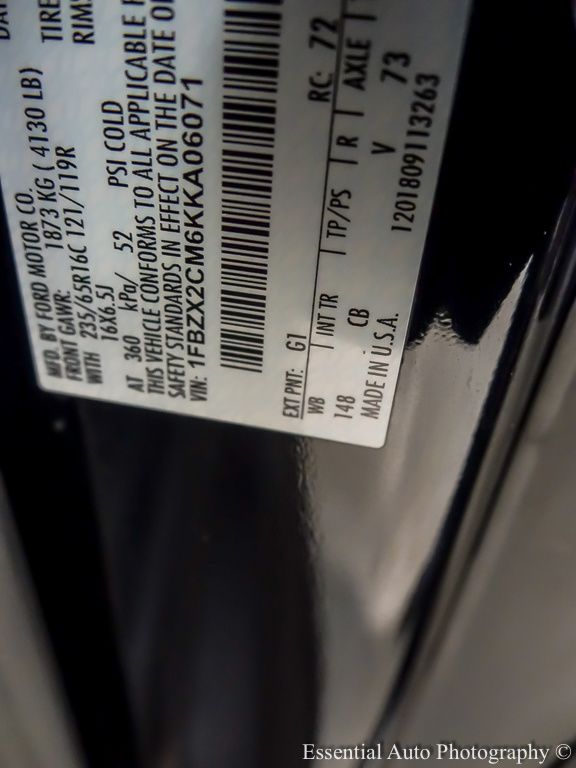 DAT
MFD. BY FORD MOTOR CO.
FRONT GAWR: 1873 KG ( 4130 LB)
WITH 235/65R16C 121/119R TIRE
16X6.5J RIMS
AT 360 kPa/ 52 PSI COLD
THIS VEHICLE CONFORMS TO ALL APPLICABLE F
SAFETY STANDARDS IN EFFECT ON THE DATE O
VIN: 1FBZX2CM6KKA06071
EXT PNT: G1 RC: 72
WB INT TR TP/PS R AXLE
148 CB V 73
MADE IN U.S.A. 1201809113263
Essential Auto Photography ©